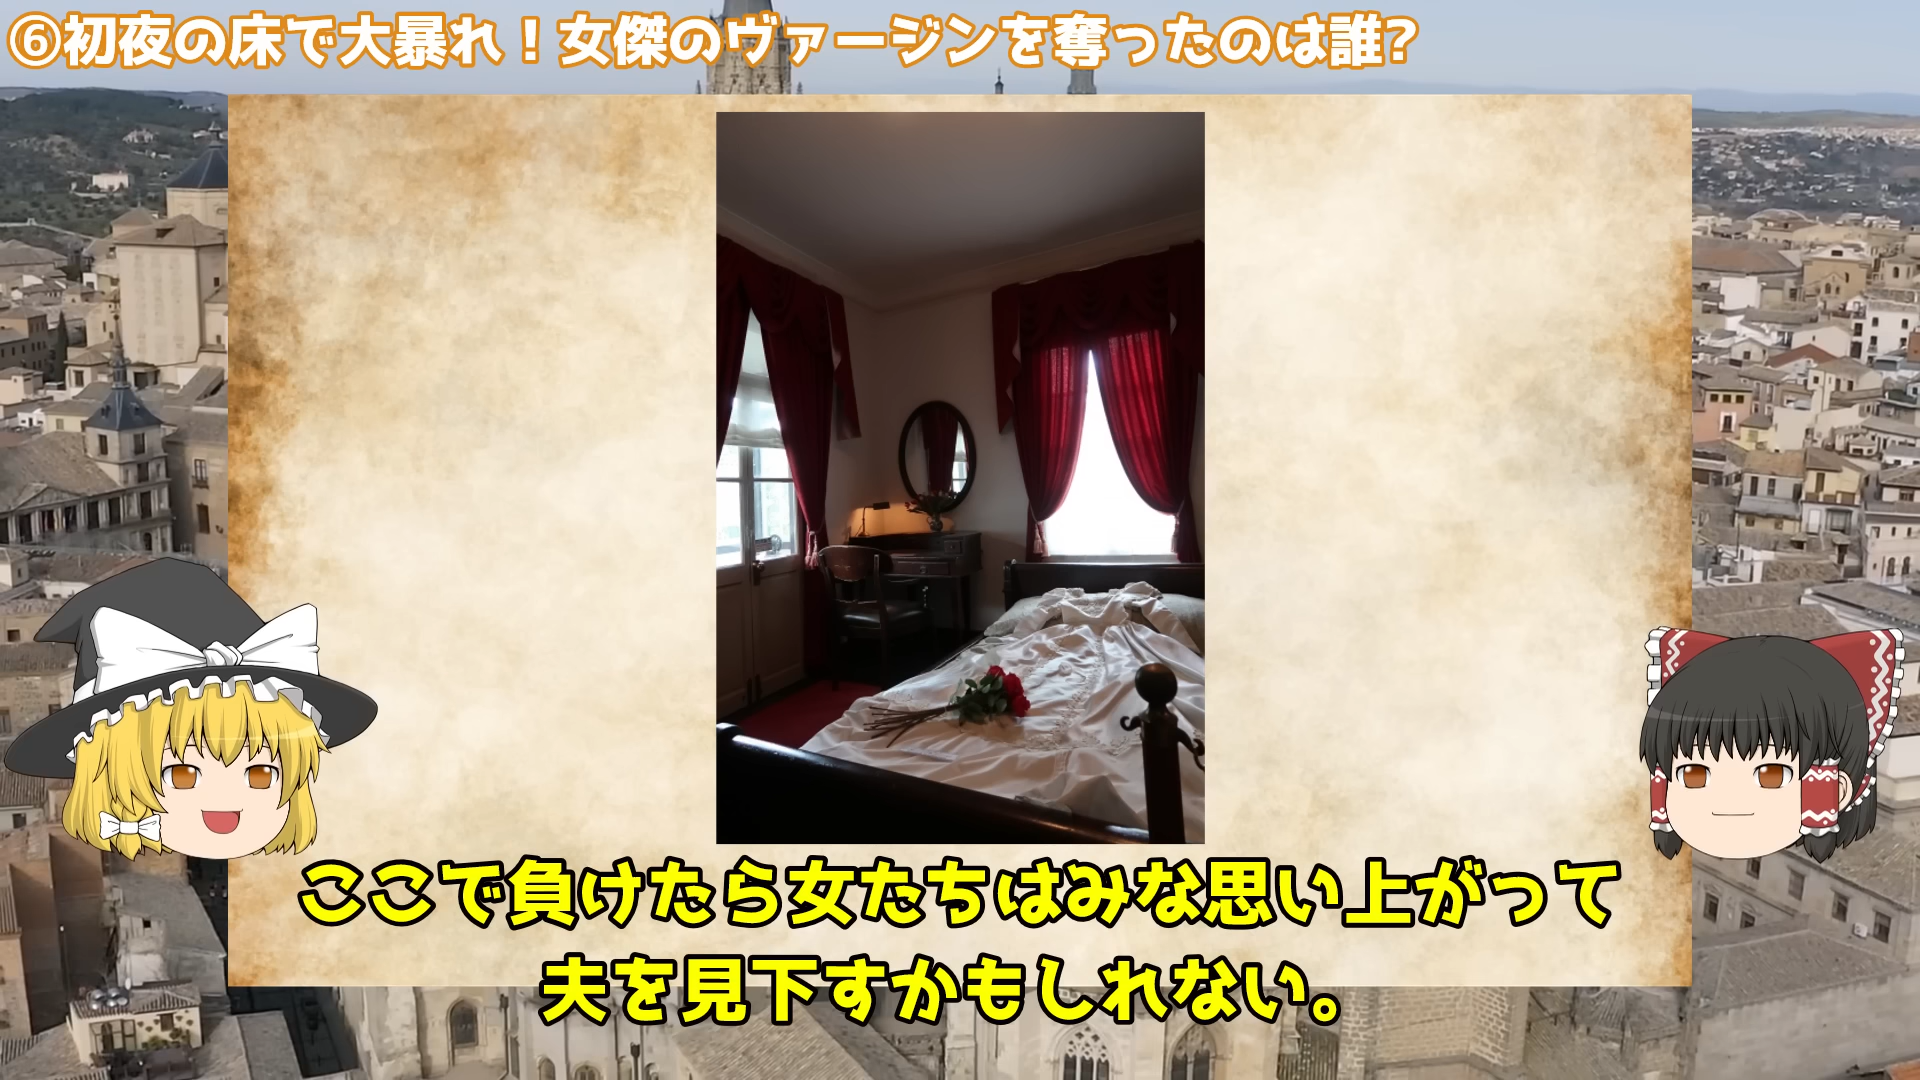 ⑥初夜の床で大暴れ！女傑のヴァージンを奪ったのは誰?
ここで負けたら女たちはみな思い上がって
夫を見下すかもしれない。